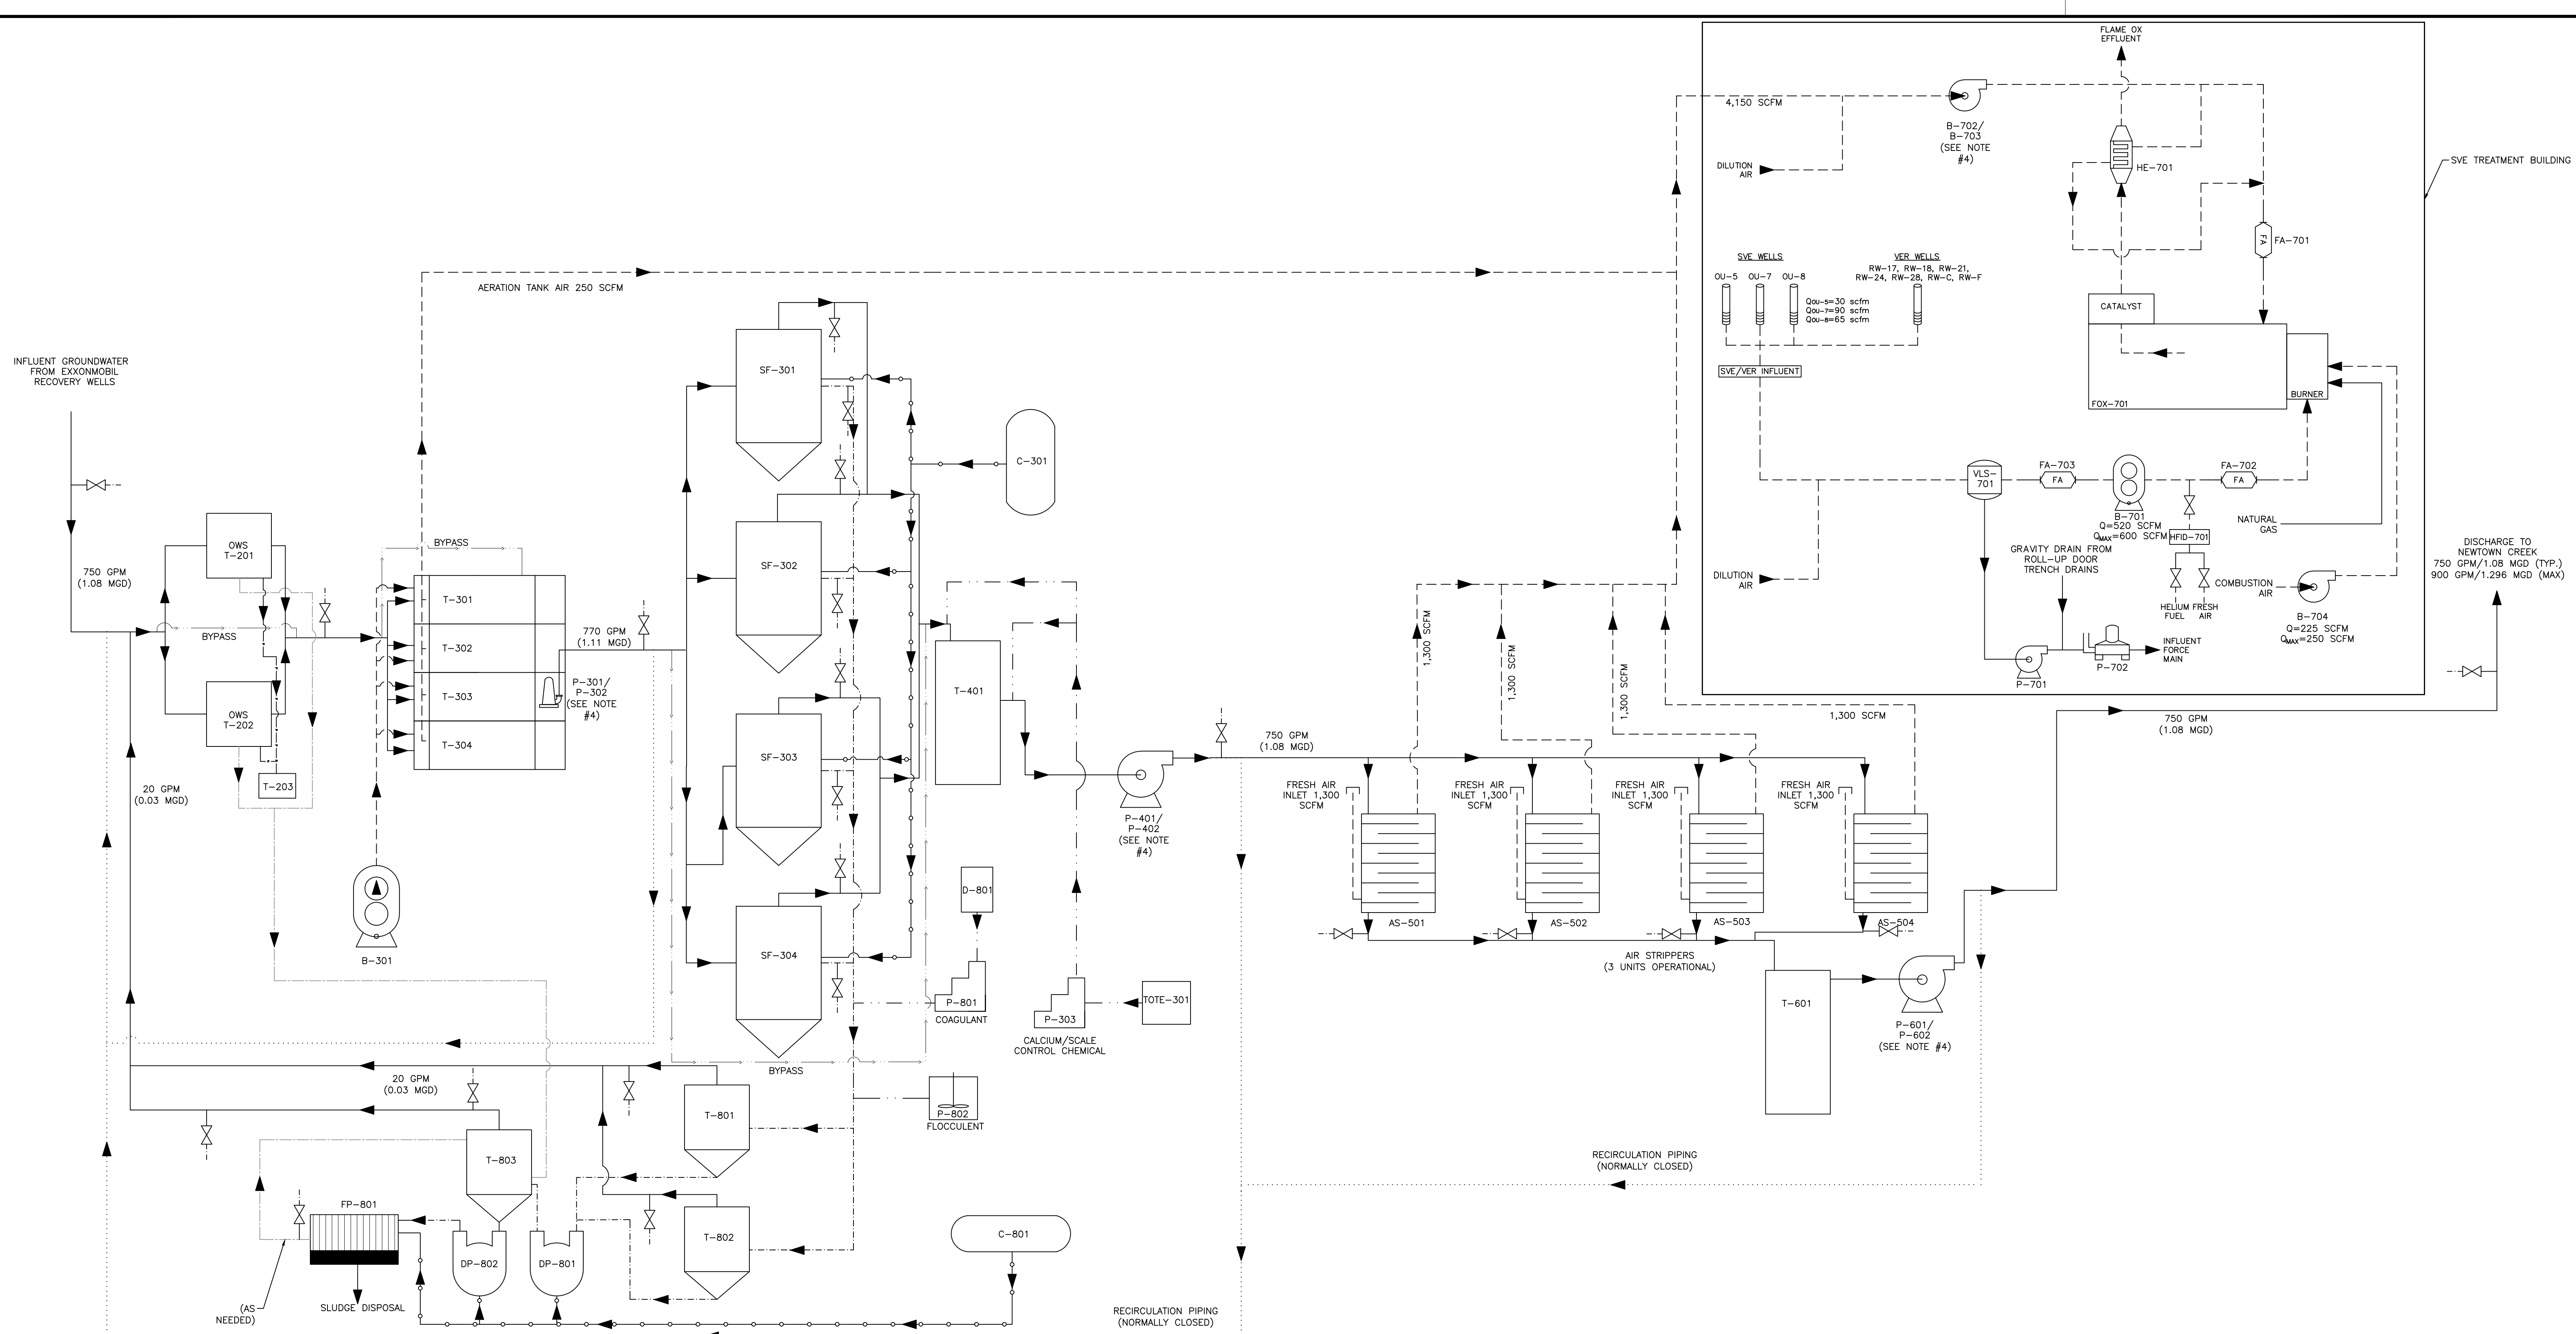 FLAME OX
EFFLUENT
4,150 SCFM
B-702/
B-703
(SEE NOTE
#4)
DILUTION
AIR
HE-701
SVE TREATMENT BUILDING
FA
FA-701
SVE WELLS
OU-5 OU-7 OU-8
VER WELLS
RW-17, RW-18, RW-21,
RW-24, RW-28, RW-C, RW-F
QOU-5=30 scfm
QOU-7=90 scfm
QOU-8=65 scfm
CATALYST
SVE/VER INFLUENT
BURNER
FOX-701
VLS-
701
FA-703
FA
FA-702
FA
B-701
Q=520 SCFM
QMAX=600 SCFM
HFID-701
NATURAL
GAS
GRAVITY DRAIN FROM
ROLL-UP DOOR
TRENCH DRAINS
DILUTION
AIR
COMBUSTION
AIR
HELIUM
FUEL
FRESH
AIR
B-704
Q=225 SCFM
QMAX=250 SCFM
INFLUENT
FORCE
MAIN
P-702
P-701
DISCHARGE TO
NEWTOWN CREEK
750 GPM/1.08 MGD (TYP.)
900 GPM/1.296 MGD (MAX)
750 GPM
(1.08 MGD)
AERATION TANK AIR 250 SCFM
INFLUENT GROUNDWATER
FROM EXXONMOBIL
RECOVERY WELLS
750 GPM
(1.08 MGD)
OWS
T-201
BYPASS
OWS
T-202
T-203
20 GPM
(0.03 MGD)
BYPASS
T-301
T-302
T-303
T-304
P-301/
P-302
(SEE NOTE
#4)
B-301
770 GPM
(1.11 MGD)
SF-301
SF-302
SF-303
SF-304
C-301
T-401
D-801
P-801
COAGULANT
P-303
CALCIUM/SCALE
CONTROL CHEMICAL
TOTE-301
BYPASS
P-802
FLOCCULENT
P-401/
P-402
(SEE NOTE
#4)
750 GPM
(1.08 MGD)
1,300 SCFM
1,300 SCFM
1,300 SCFM
1,300 SCFM
FRESH AIR
INLET 1,300
SCFM
FRESH AIR
INLET 1,300
SCFM
FRESH AIR
INLET 1,300
SCFM
FRESH AIR
INLET 1,300
SCFM
AS-501
AS-502
AS-503
AS-504
AIR STRIPPERS
(3 UNITS OPERATIONAL)
T-601
P-601/
P-602
(SEE NOTE #4)
RECIRCULATION PIPING
(NORMALLY CLOSED)
20 GPM
(0.03 MGD)
T-801
T-803
T-802
FP-801
DP-802
DP-801
C-801
SLUDGE DISPOSAL
(AS
NEEDED)
RECIRCULATION PIPING
(NORMALLY CLOSED)